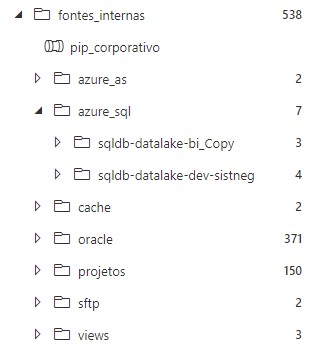 fontes_internas 538
pip_corporativo
azure_as 2
azure_sql 7
sqldb-datalake-bi_Copy 3
sqldb-datalake-dev-sistneg 4
cache 2
oracle 371
projetos 150
sftp 2
views 3